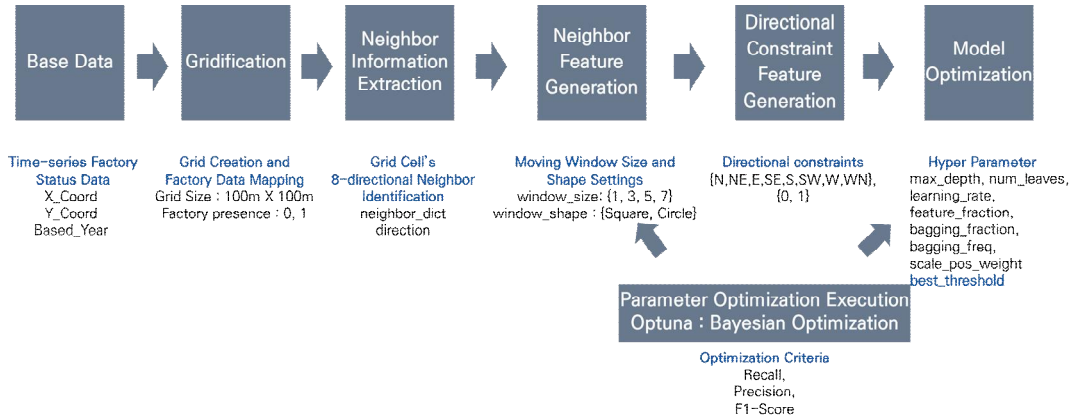 Base Data
Gridification
Neighbor
Information
Extraction
Neighbor
Feature
Generation
Directional
Constraint
Feature
Generation
Model
Optimization
Time-series Factory
Status Data
X_Coord
Y_Coord
Based_Year
Grid Creation and
Factory Data Mapping
Grid Size : 100m X 100m
Factory presence : 0, 1
Grid Cell's
8-directional Neighbor
Identification
neighbor_dict
direction
Moving Window Size and
Shape Settings
window_size: {1, 3, 5, 7}
window_shape : {Square, Circle}
Directional constraints
{N,NE,E,SE,S,SW,W,WN},
{0, 1}
Hyper Parameter
max_depth, num_leaves,
learning_rate,
feature_fraction,
bagging_fraction,
bagging_freq,
scale_pos_weight
best_threshold
Parameter Optimization Execution
Optuna : Bayesian Optimization
Optimization Criteria
Recall,
Precision,
F1-Score